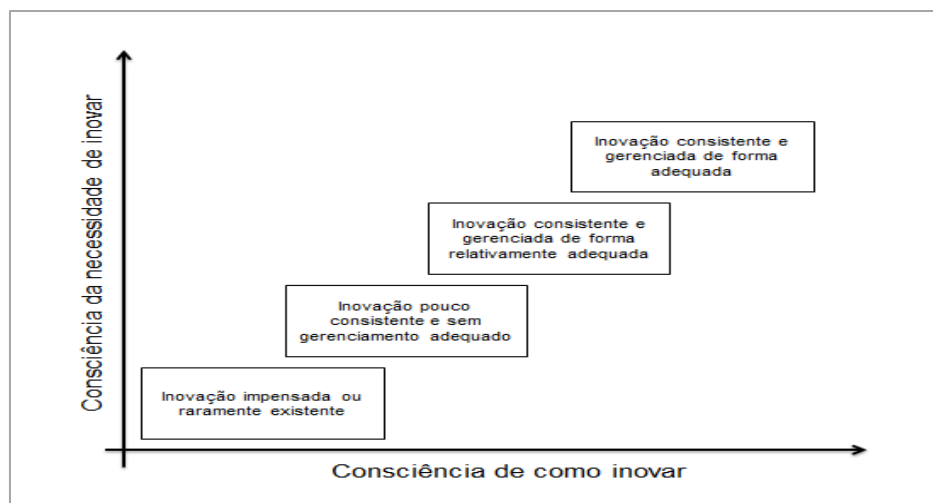 Consciência da necessidade de inovar
Inovação consistente e
gerenciada de forma
adequada
Inovação consistente e
gerenciada de forma
relativamente adequada
Inovação pouco
consistente e sem
gerenciamento adequado
Inovação impensada ou
raramente existente
Consciência de como inovar